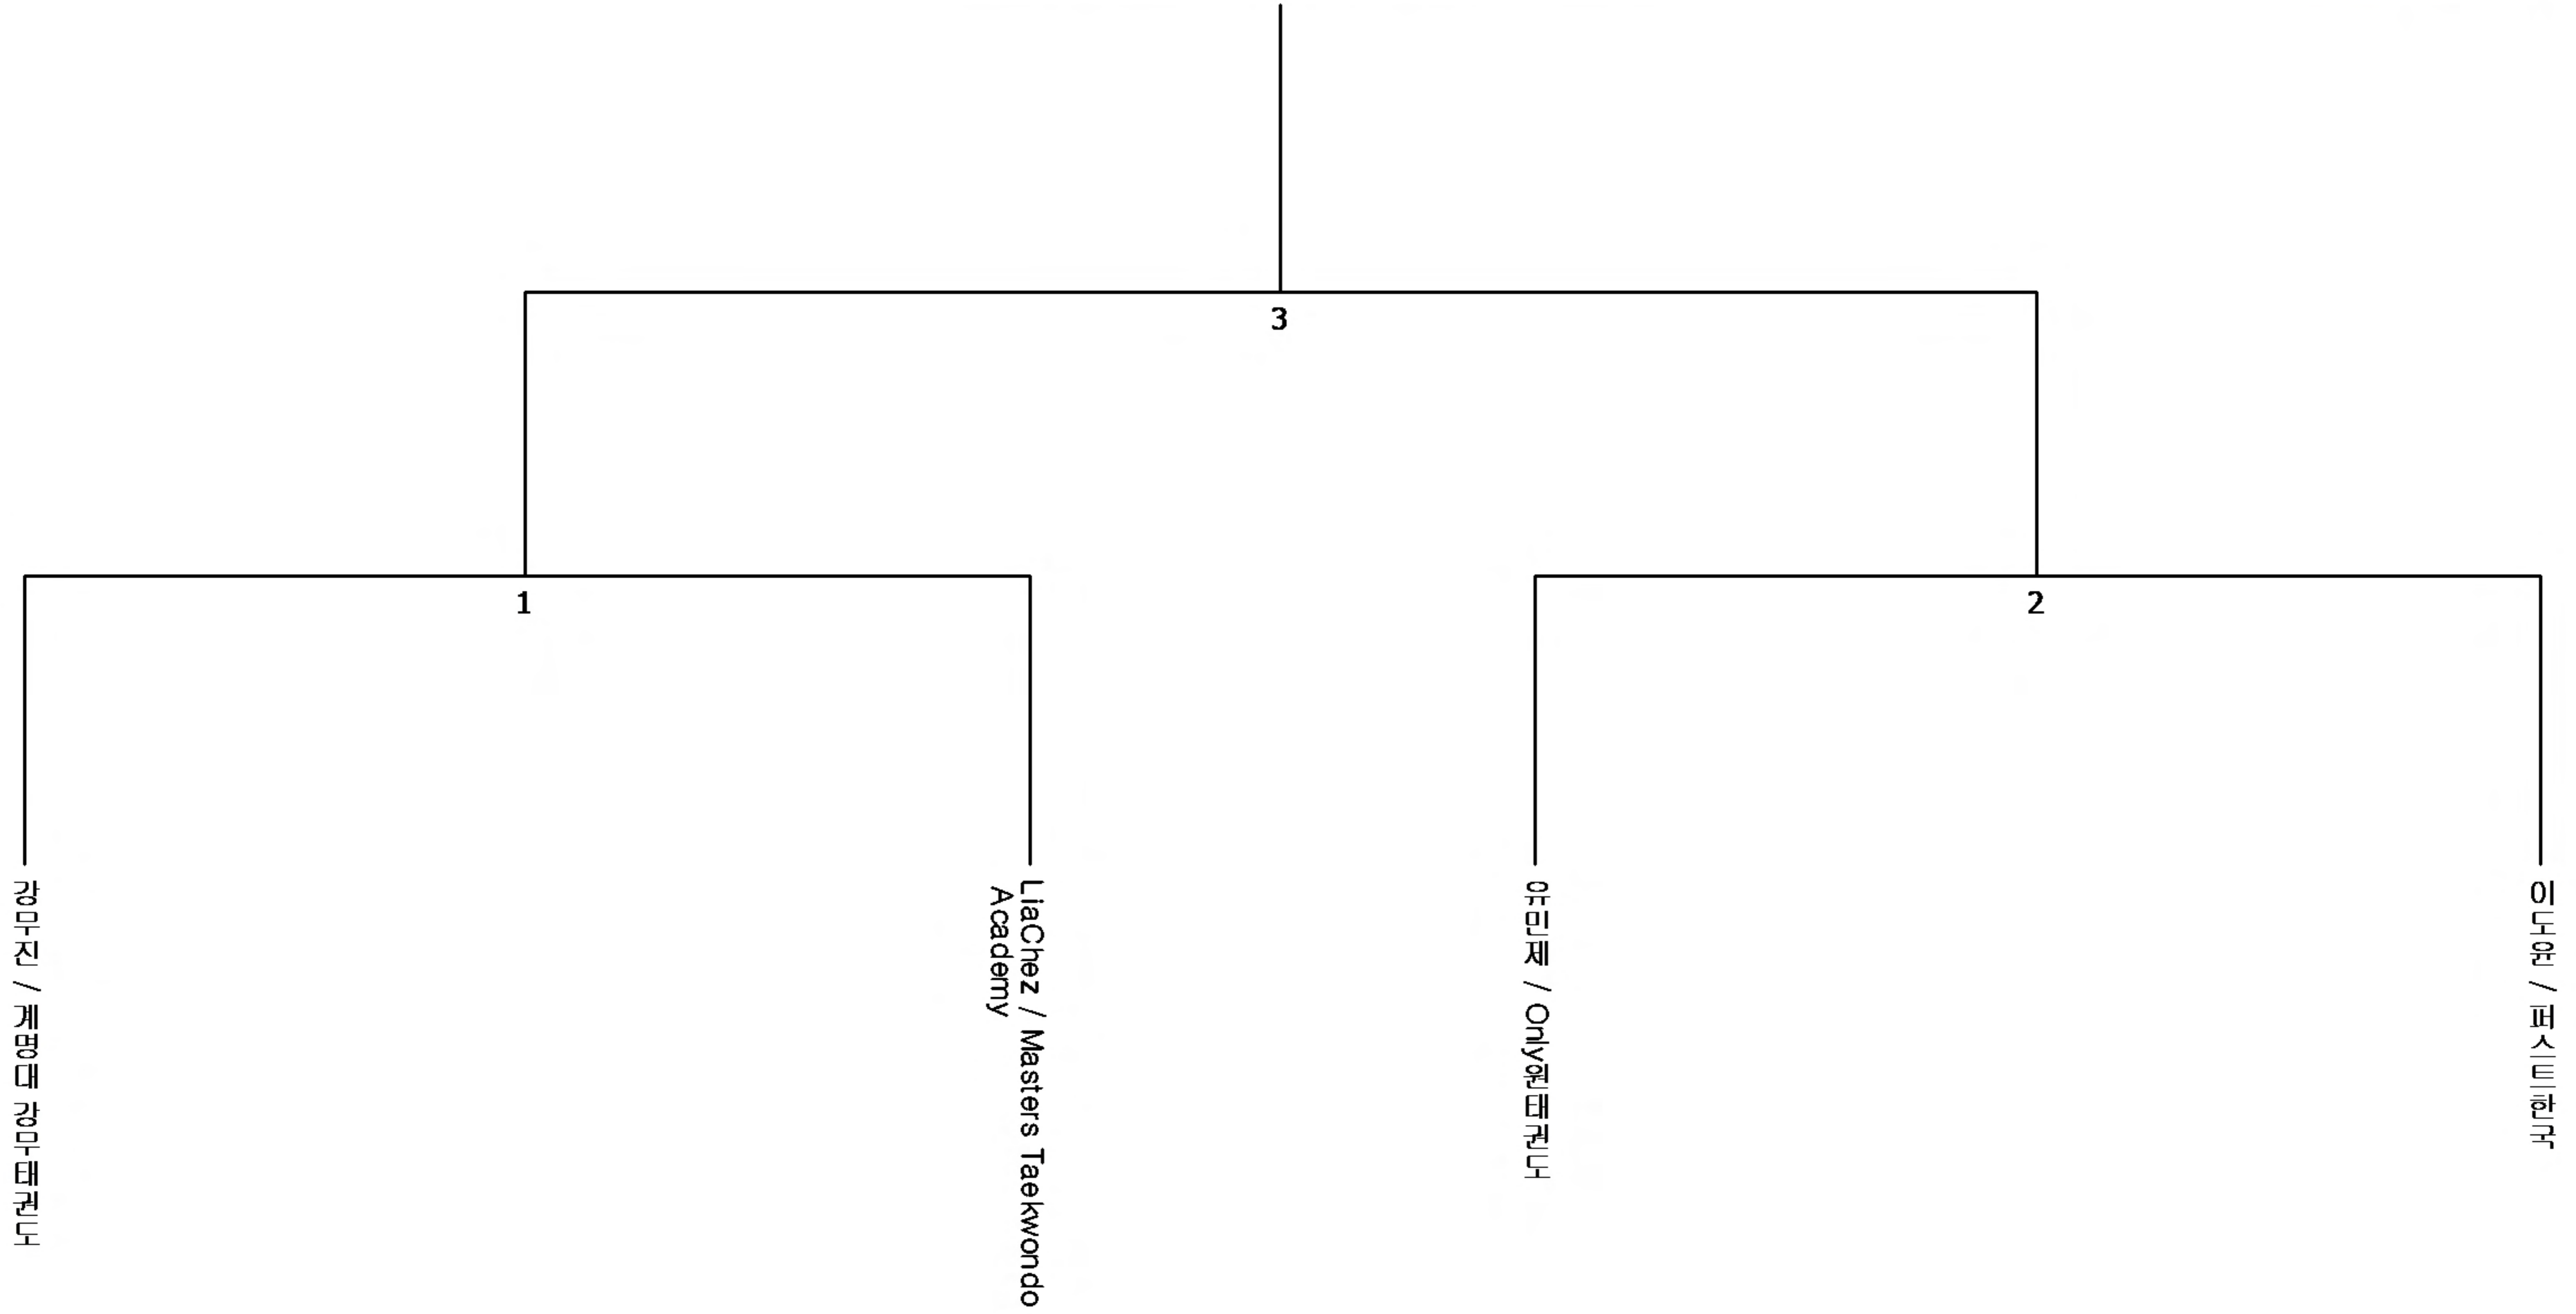 3
1
2
강무진 / 계명대 강무태권도
LiaChez / Masters Taekwondo
Academy
유민제 / Only원태권도
이도윤 / 퍼스트한국